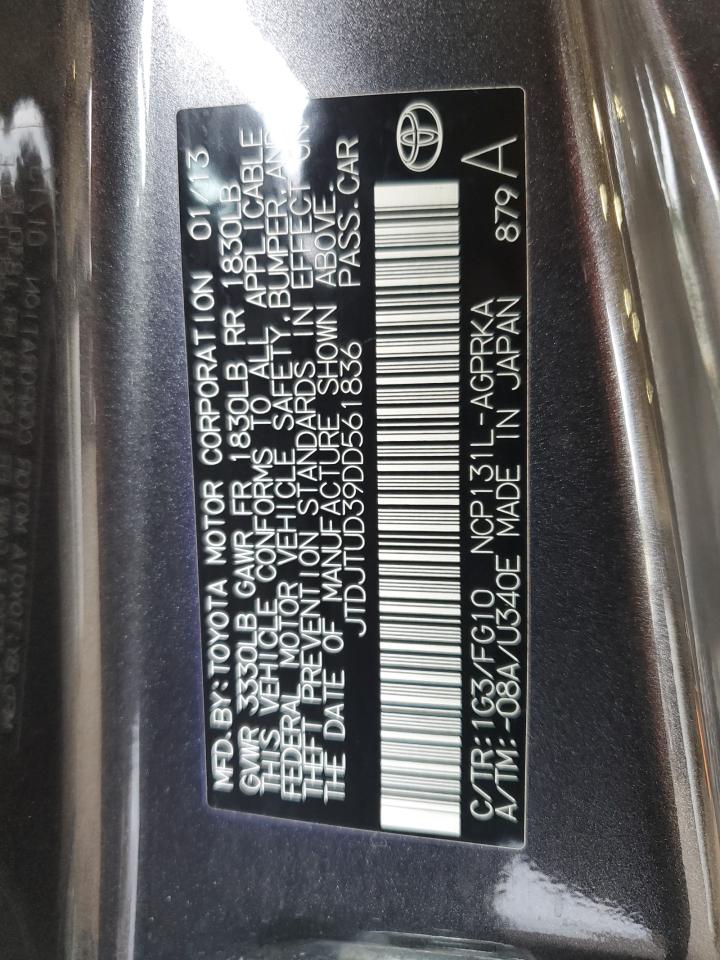 MFD.BY:TOYOTA MOTOR CORPORATION 01/13
GVWR 3330LB GAWR FR 1830LB RR 1830LB
THIS VEHICLE CONFORMS TO ALL APPLICABLE
FEDERAL MOTOR VEHICLE SAFETY,BUMPER,AND
THEFT PREVENTION STANDARDS IN EFFECT ON
THE DATE OF MANUFACTURE SHOWN ABOVE.
JTDJTUD39DD561836 PASS.CAR
C/TR:1G3/FG10 NCP131L-AGPRKA
A/TM:-08A/U340E MADE IN JAPAN 879 A